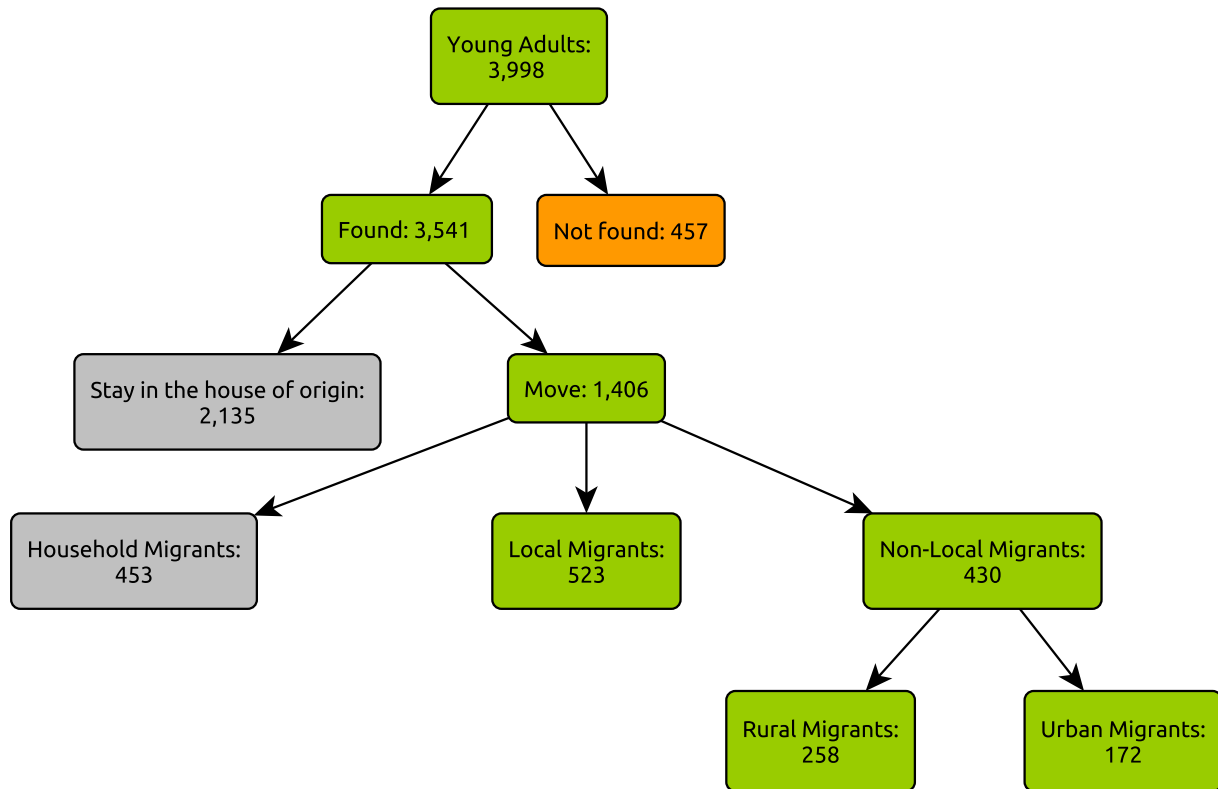 Young Adults:
3,998
Found: 3,541
Not found: 457
Stay in the house of origin:
2,135
Move: 1,406
Household Migrants:
453
Local Migrants:
523
Non-Local Migrants:
430
Rural Migrants:
258
Urban Migrants:
172